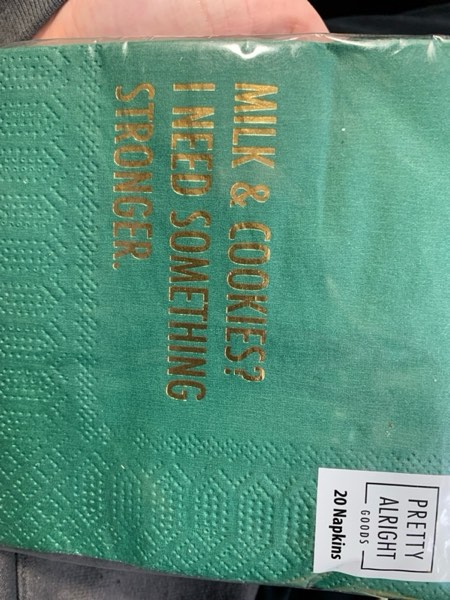 MILK & COOKIES?
I NEED SOMETHING
STRONGER.
PRETTY
ALRIGHT
GOODS
20 Napkins